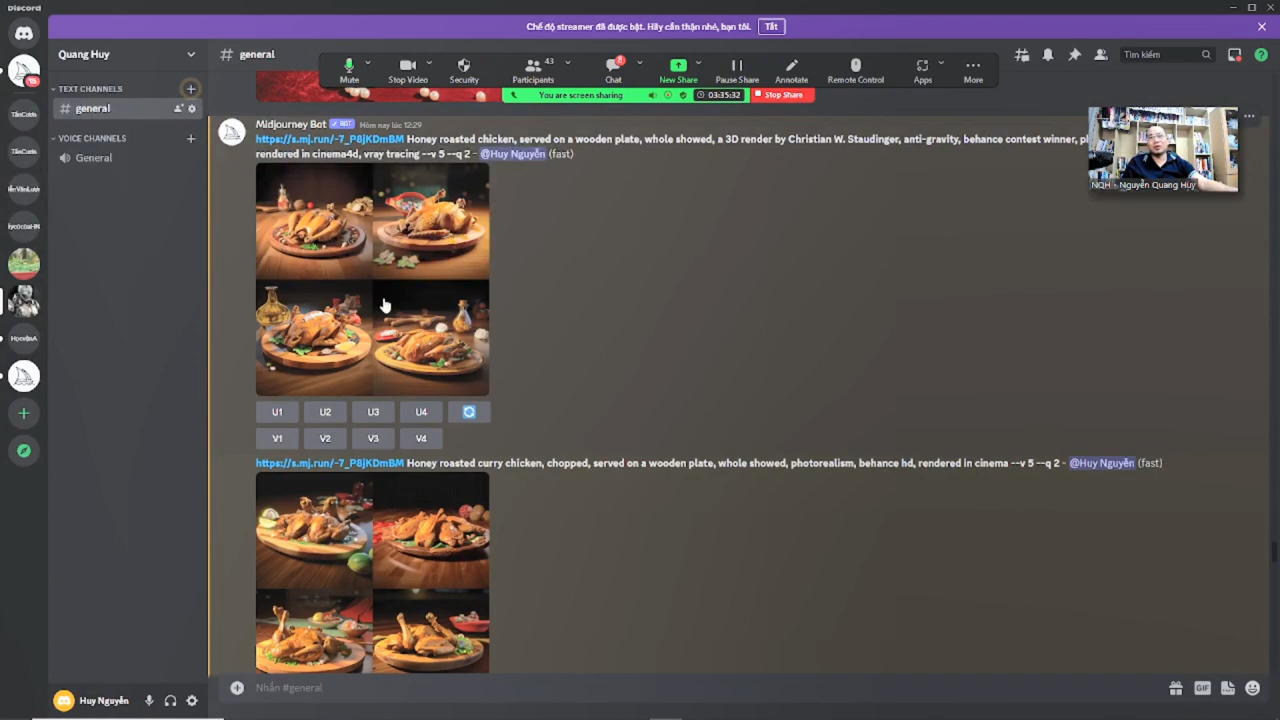 Discord
Chế độ streamer đã được bật. Hãy cẩn thận nhé, bạn tôi. Tắt
Quang Huy
# general
Tìm kiếm
Mute
Stop Video
Security
43
Participants
8
Chat
New Share
Pause Share
Annotate
Remote Control
Apps
More
You are screen sharing 03:35:32 Stop Share
TEXT CHANNELS
# general
VOICE CHANNELS
General
15
Midjourney Bot BOT Hôm nay lúc 12:29
https://s.mj.run/-7_P8jKDmBM Honey roasted chicken, served on a wooden plate, whole showed, a 3D render by Christian W. Staudinger, anti-gravity, behance contest winner,
rendered in cinema4d, vray tracing --v 5 --q 2 - @Huy Nguyễn (fast)
NQH - Nguyễn Quang Huy
U1 U2 U3 U4
V1 V2 V3 V4
https://s.mj.run/-7_P8jKDmBM Honey roasted curry chicken, chopped, served on a wooden plate, whole showed, photorealism, behance hd, rendered in cinema --v 5 --q 2 - @Huy Nguyễn (fast)
Huy Nguyễn
Nhắn #general
GIF